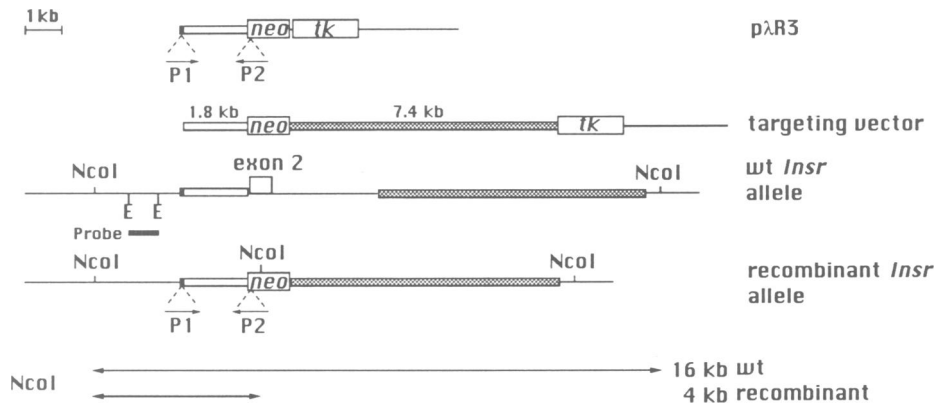 1kb
neo tk
pλR3
P1 P2
1.8 kb 7.4 kb
neo tk
targeting vector
NcoI exon 2 NcoI
wt Insr
allele
E E
Probe
NcoI NcoI NcoI
neo
recombinant Insr
allele
P1 P2
NcoI
16 kb wt
4 kb recombinant